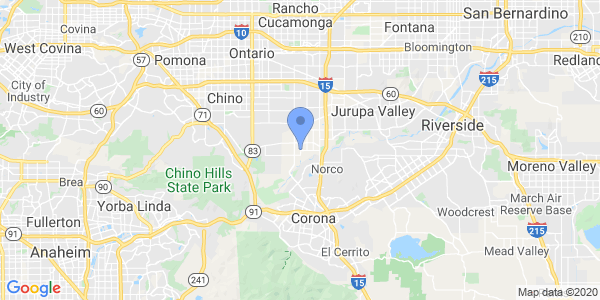 Rancho
Cucamonga
San Bernardino
Covina
Fontana
West Covina
10
Bloomington
210
Ontario
57
Pomona
Redland
City of
Industry
15
215
60
Chino
60
71
Jurupa Valley
Riverside
83
Chino Hills
State Park
Norco
Moreno Valley
Brea
90
Yorba Linda
91
Corona
Woodcrest
March Air
Reserve Base
Fullerton
91
Anaheim
El Cerrito
215
Mead Valley
241
15
Google
Map data ©2020